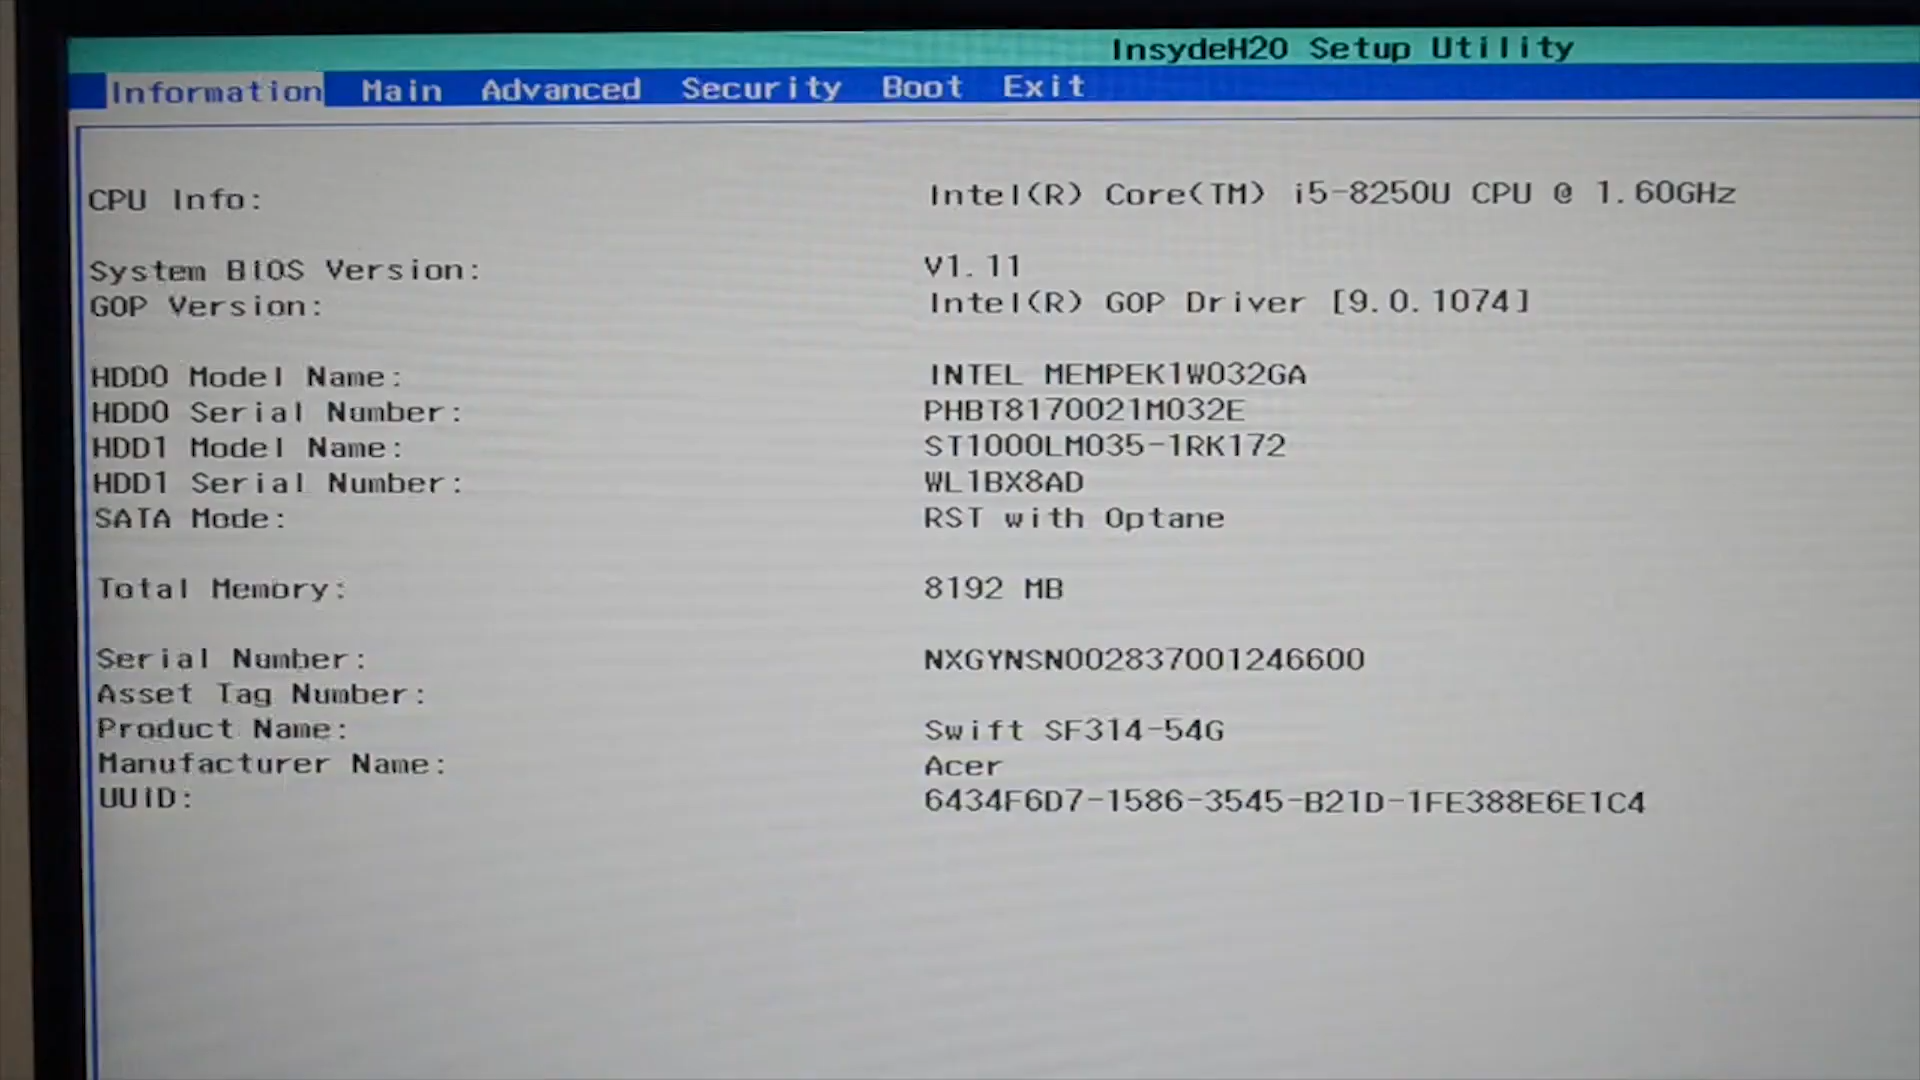 InsydeH20 Setup Utility
Information Main Advanced Security Boot Exit
CPU Info: Intel(R) Core(TM) i5-8250U CPU @ 1.60GHz
System BIOS Version: V1.11
GOP Version: Intel(R) GOP Driver [9.0.1074]
HDD0 Model Name: INTEL MEMPEK1W032GA
HDD0 Serial Number: PHBT8170021M032E
HDD1 Model Name: ST1000LM035-1RK172
HDD1 Serial Number: WL1BX8AD
SATA Mode: RST with Optane
Total Memory: 8192 MB
Serial Number: NXGYNSN002837001246600
Asset Tag Number:
Product Name: Swift SF314-54G
Manufacturer Name: Acer
UUID: 6434F6D7-1586-3545-B21D-1FE388E6E1C4